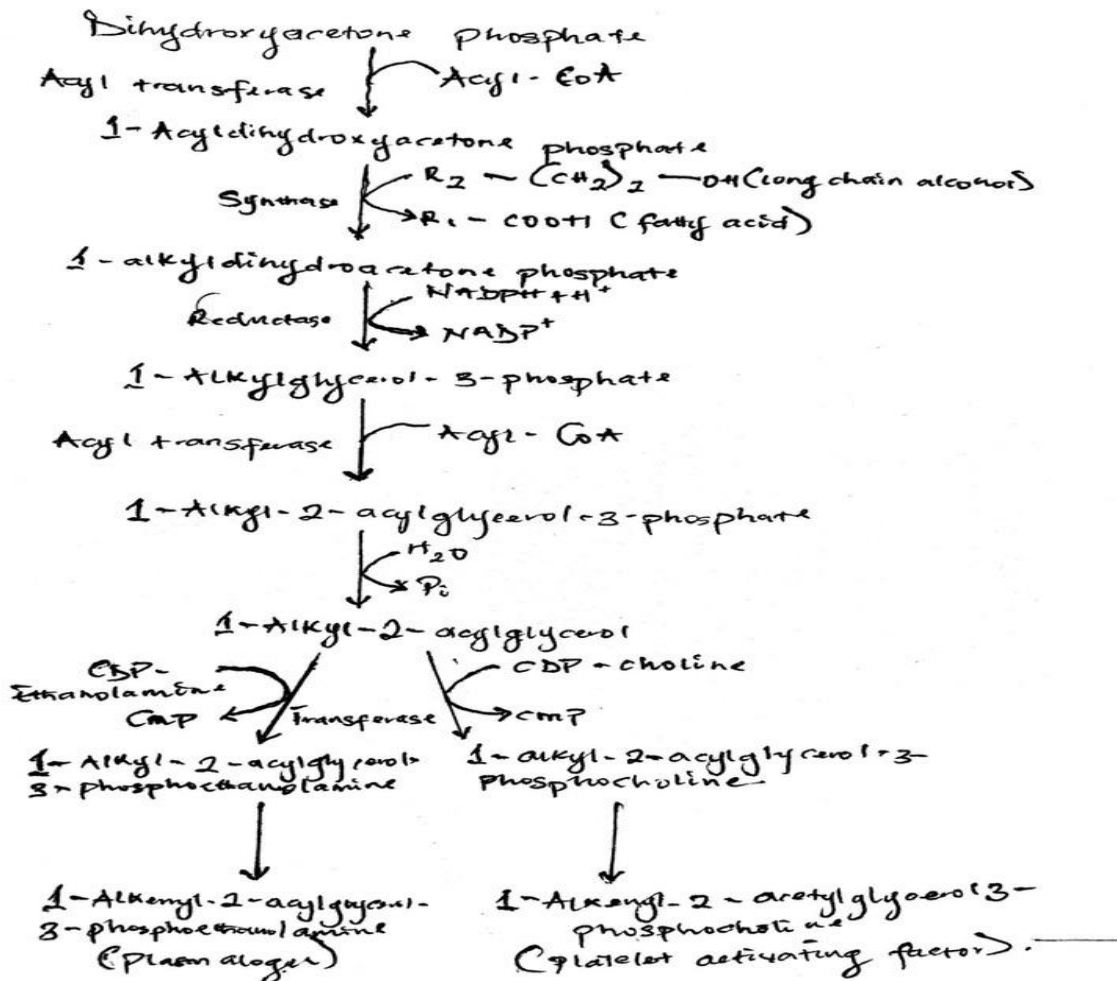 Dihydroxyacetone phosphate
Acyl transferase
Acyl-CoA
1-Acyldihydroxyacetone phosphate
Synthase
R2-(CH2)2-OH (long chain alcohol)
R1-COOH (fatty acid)
1-alkyldihydroacetone phosphate
Reductase
NADPH+H+
NADP+
1-Alkylglycerol-3-phosphate
Acyl transferase
Acyl-CoA
1-Alkyl-2-acylglycerol-3-phosphate
H2O
Pi
1-Alkyl-2-acylglycerol
CDP-
Ethanolamine
CMP
Transferase
CDP-choline
CMP
1-Alkyl-2-acylglycerol-
3-phosphoethanolamine
1-alkyl-2-acylglycerol-3-
phosphocholine
1-Alkenyl-2-acylglycerol-
3-phosphoethanolamine
(Plasmaloger)
1-Alkenyl-2-acetylglycerol 3-
phosphocholine
(Platelet activating factor).